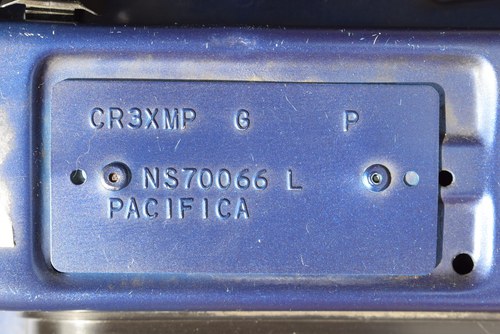 CR3XMP G P
NS70066 L
PACIFICA